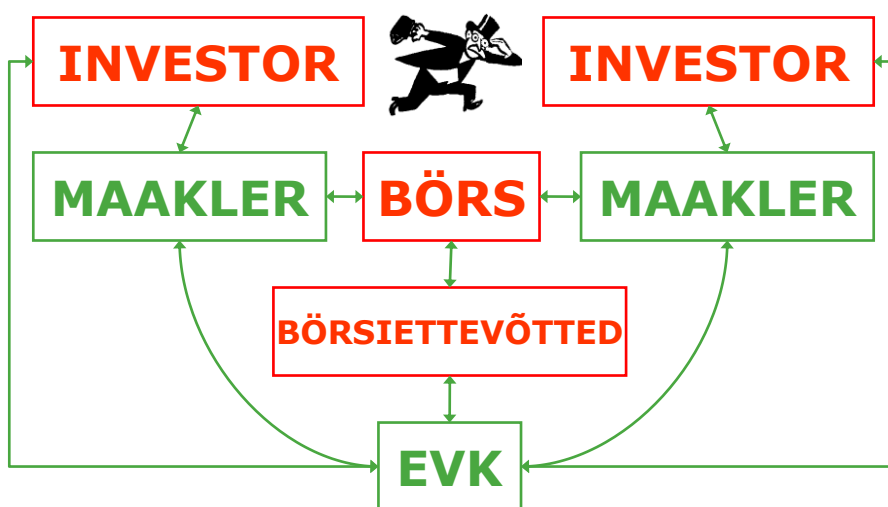 INVESTOR
INVESTOR
MAAKLER
BÖRS
MAAKLER
BÖRSIETTEVÕTTED
EVK